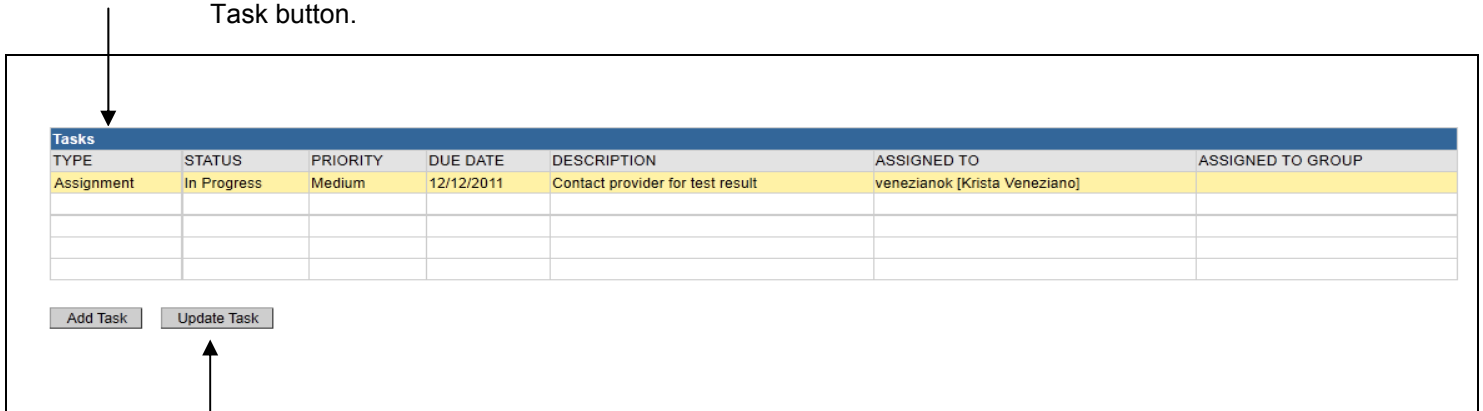 Task button.
Tasks
TYPE STATUS PRIORITY DUE DATE DESCRIPTION ASSIGNED TO ASSIGNED TO GROUP
Assignment In Progress Medium 12/12/2011 Contact provider for test result venezianok [Krista Veneziano]
Add Task Update Task